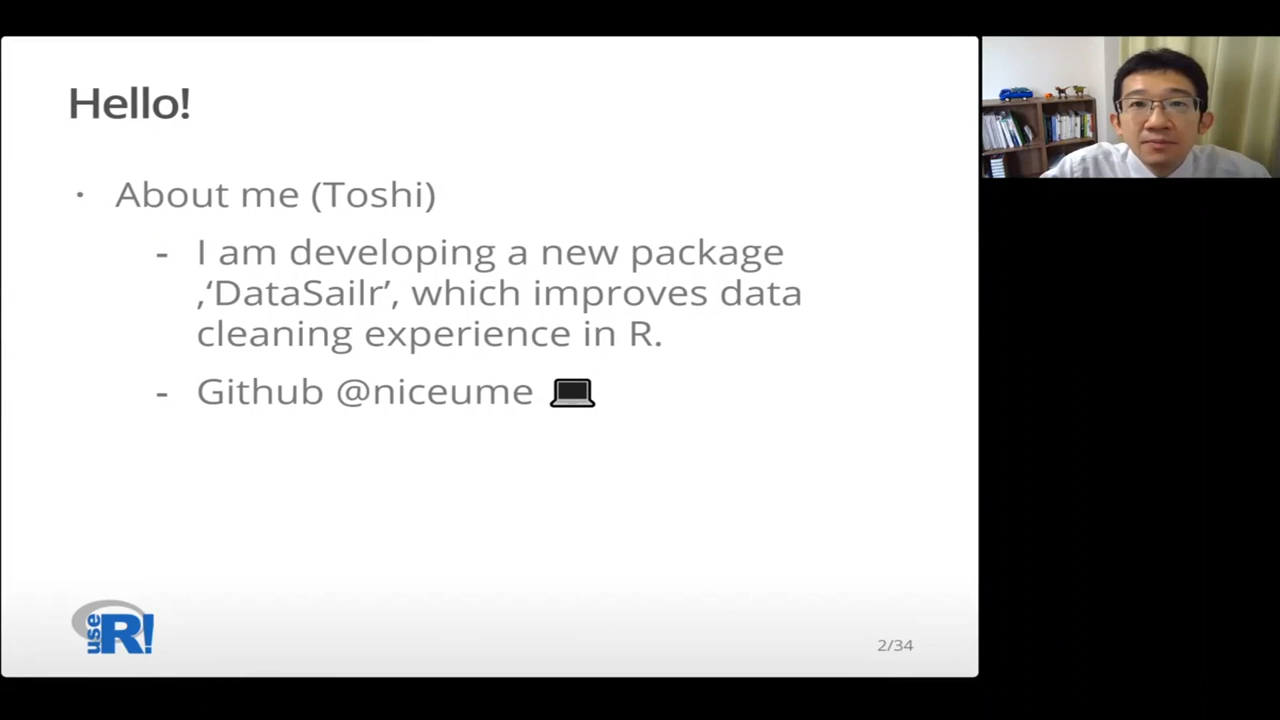 Hello!
· About me (Toshi)
- I am developing a new package
,‘DataSailr’, which improves data
cleaning experience in R.
- Github @niceume
use R!
2/34